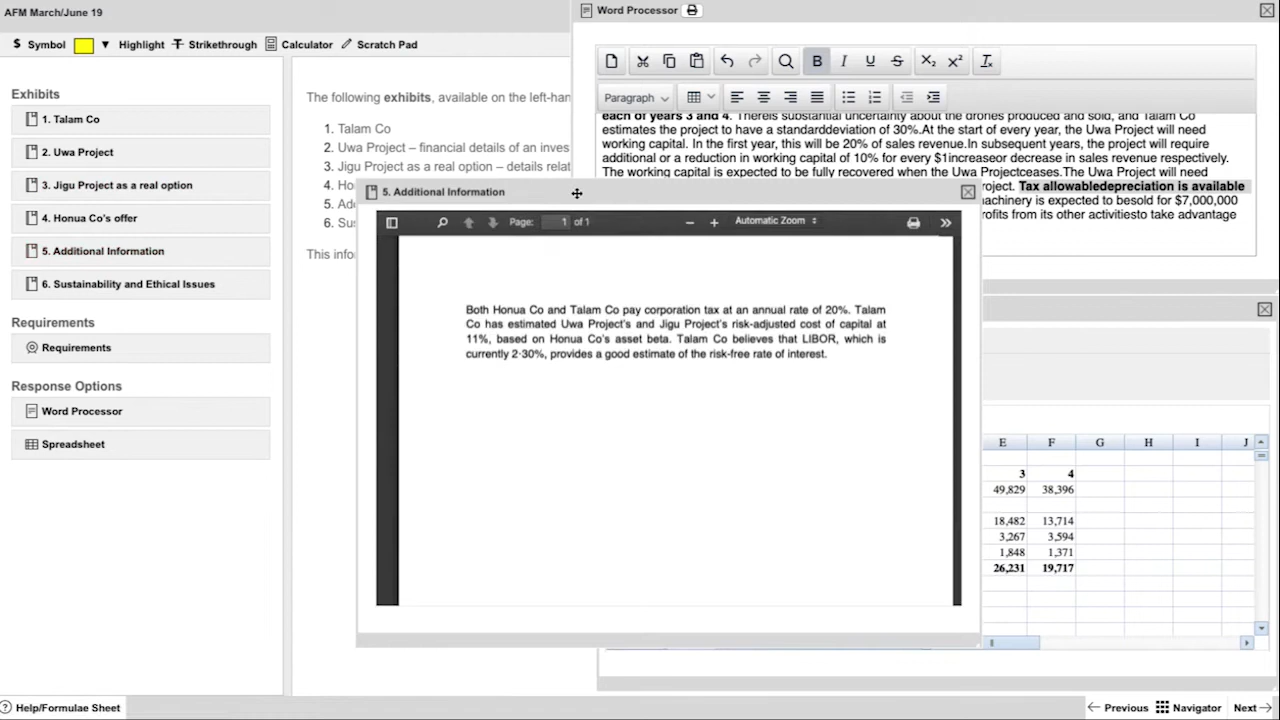 AFM March/June 19
$ Symbol Highlight Strikethrough Calculator Scratch Pad
Exhibits
1. Talam Co
2. Uwa Project
3. Jigu Project as a real option
4. Honua Co's offer
5. Additional Information
6. Sustainability and Ethical Issues
Requirements
Requirements
Response Options
Word Processor
Spreadsheet
The following exhibits, available on the left-han
1. Talam Co
2. Uwa Project – financial details of an inves
3. Jigu Project as a real option – details relat
4. Ho
5. Ad
6. Sus
This infor
Word Processor
B I U S X₂ X² Tx
Paragraph
each of years 3 and 4. Thereis substantial uncertainty about the drones produced and sold, and Talam Co
estimates the project to have a standarddeviation of 30%.At the start of every year, the Uwa Project will need
working capital. In the first year, this will be 20% of sales revenue.In subsequent years, the project will require
additional or a reduction in working capital of 10% for every $1increaseor decrease in sales revenue respectively.
The working capital is expected to be fully recovered when the Uwa Projectceases.The Uwa Project will need
roject. Tax allowabledepreciation is available
achinery is expected to besold for $7,000,000
rofits from its other activitiesto take advantage
5. Additional Information
Page: 1 of 1 Automatic Zoom
Both Honua Co and Talam Co pay corporation tax at an annual rate of 20%. Talam
Co has estimated Uwa Project's and Jigu Project's risk-adjusted cost of capital at
11%, based on Honua Co's asset beta. Talam Co believes that LIBOR, which is
currently 2·30%, provides a good estimate of the risk-free rate of interest.
E F G H I J
3 4
49,829 38,396
18,482 13,714
3,267 3,594
1,848 1,371
26,231 19,717
Help/Formulae Sheet
Previous Navigator Next